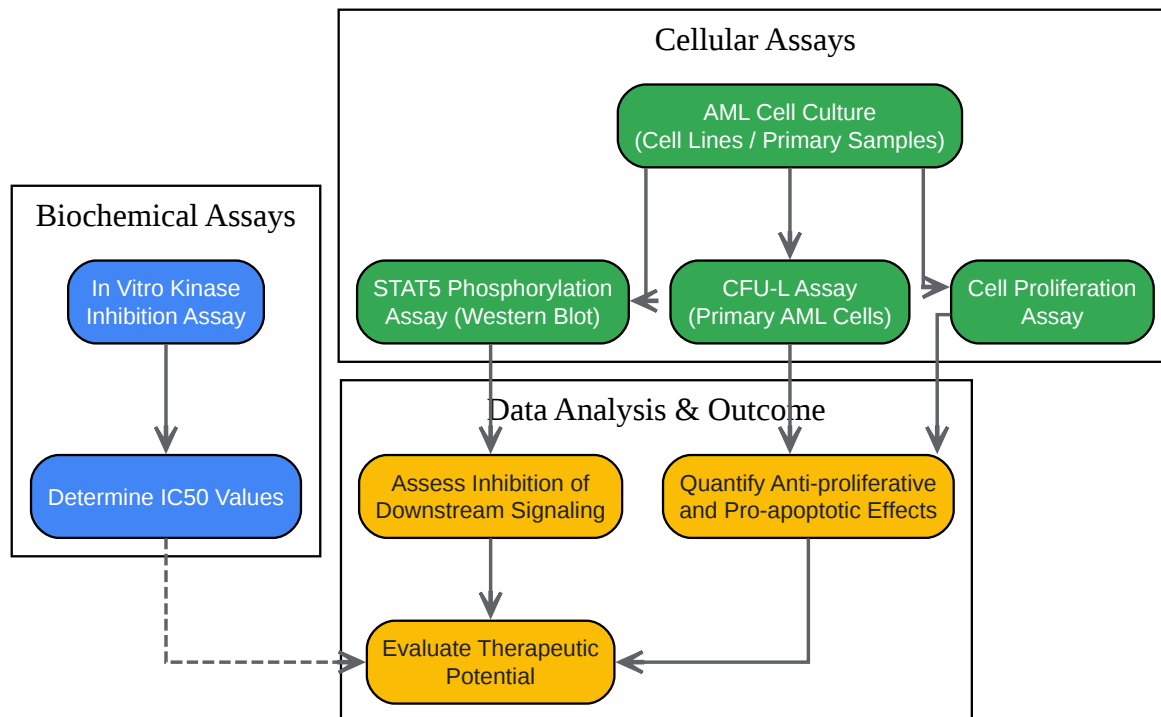 Cellular Assays
AML Cell Culture
(Cell Lines / Primary Samples)
Biochemical Assays
In Vitro Kinase
Inhibition Assay
STAT5 Phosphorylation
Assay (Western Blot)
CFU-L Assay
(Primary AML Cells)
Cell Proliferation
Assay
Data Analysis & Outcome
Determine IC50 Values
Assess Inhibition of
Downstream Signaling
Quantify Anti-proliferative
and Pro-apoptotic Effects
Evaluate Therapeutic
Potential